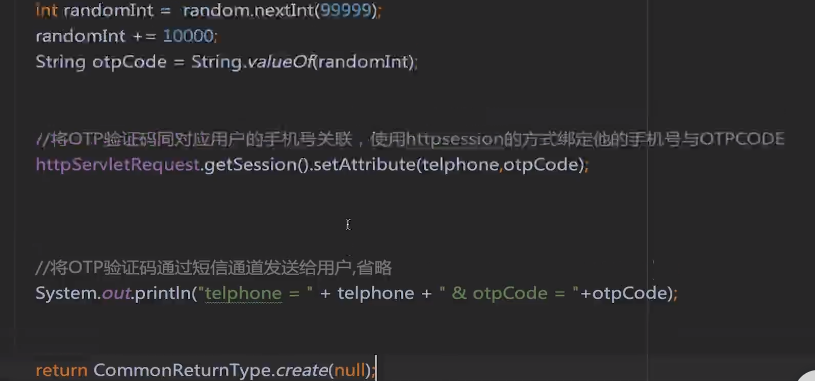 int randomInt = random.nextInt(99999);
randomInt += 10000;
String otpCode = String.valueOf(randomInt);
//将OTP验证码同对应用户的手机号关联，使用httpsession的方式绑定他的手机号与OTPCODE
httpServletRequest.getSession().setAttribute(telphone,otpCode);
//将OTP验证码通过短信通道发送给用户,省略
System.out.println("telphone = " + telphone + " & otpCode = "+otpCode);
return CommonReturnType.create(null);